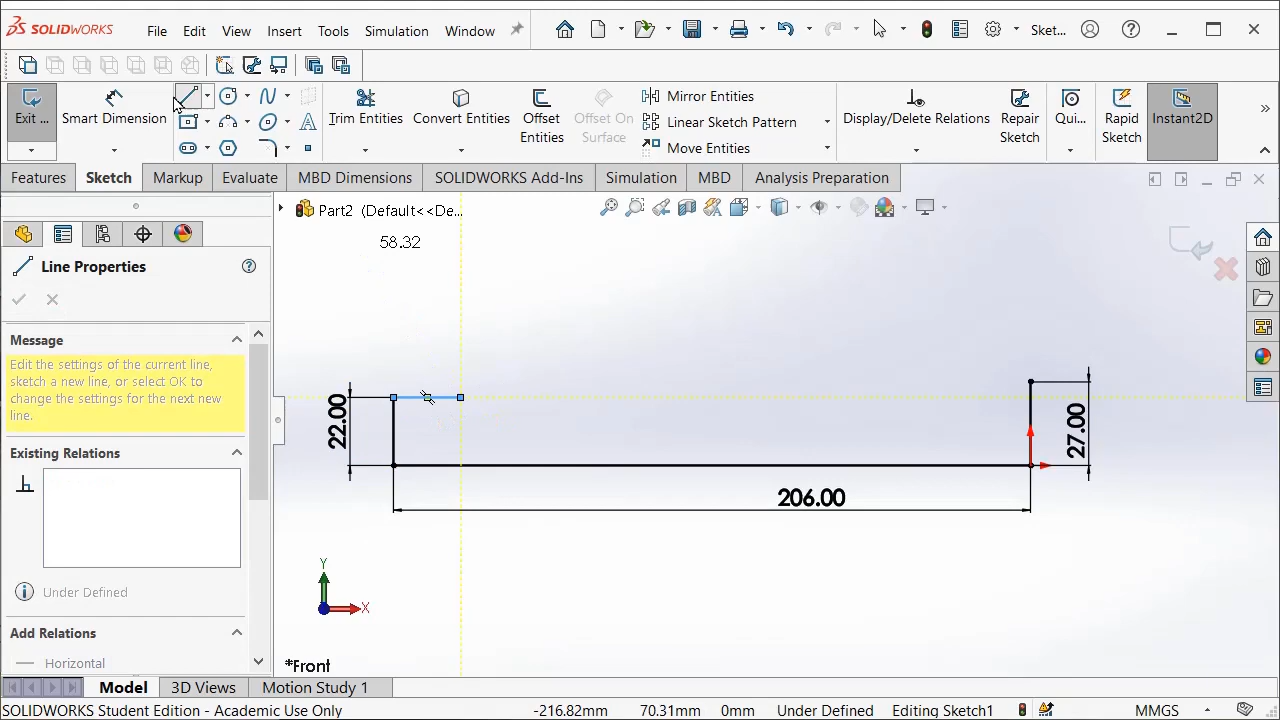 SOLIDWORKS File Edit View Insert Tools Simulation Window Sket...
Exit ... Smart Dimension Trim Entities Convert Entities Offset Entities Offset On Surface Mirror Entities Linear Sketch Pattern Move Entities Display/Delete Relations Repair Sketch Qui... Rapid Sketch Instant2D
Features Sketch Markup Evaluate MBD Dimensions SOLIDWORKS Add-Ins Simulation MBD Analysis Preparation
Part2 (Default<<De...
58.32
Line Properties
Message
Edit the settings of the current line,
sketch a new line, or select OK to
change the settings for the next new
line.
Existing Relations
Under Defined
Add Relations
Horizontal
22.00
27.00
206.00
Y
X
*Front
Model 3D Views Motion Study 1
SOLIDWORKS Student Edition - Academic Use Only -216.82mm 70.31mm 0mm Under Defined Editing Sketch1 MMGS